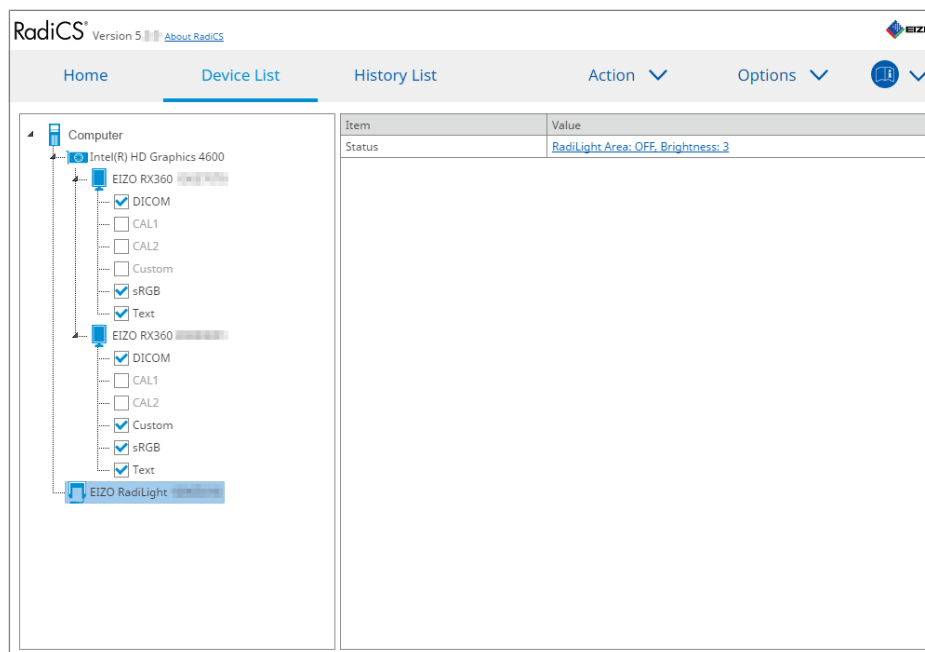 RadiCS® Version 5. About RadiCS
EIZO
Home Device List History List Action Options
Computer
Intel(R) HD Graphics 4600
EIZO RX360
DICOM
CAL1
CAL2
Custom
sRGB
Text
EIZO RX360
DICOM
CAL1
CAL2
Custom
sRGB
Text
EIZO RadiLight
Item Value
Status RadiLight Area: OFF, Brightness: 3